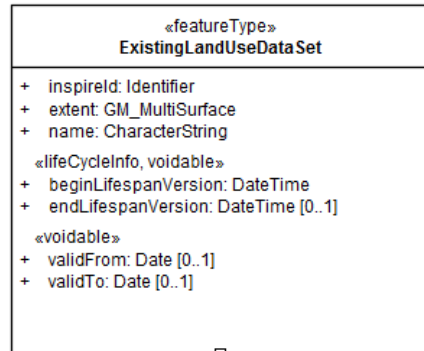 «featureType»
ExistingLandUseDataSet
+ inspireId: Identifier
+ extent: GM_MultiSurface
+ name: CharacterString
«lifeCycleInfo, voidable»
+ beginLifespanVersion: DateTime
+ endLifespanVersion: DateTime [0..1]
«voidable»
+ validFrom: Date [0..1]
+ validTo: Date [0..1]